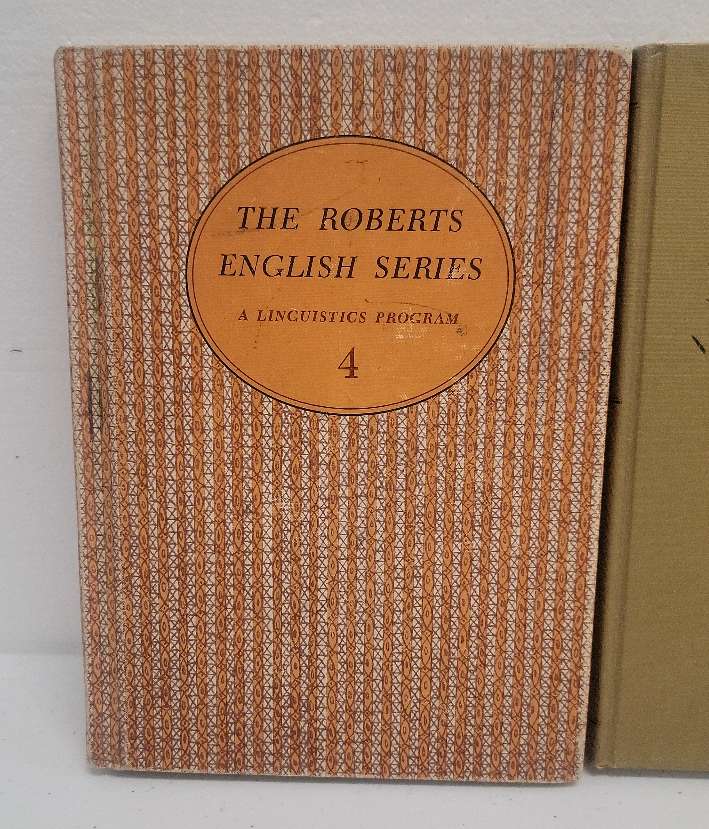 THE ROBERTS
ENGLISH SERIES
A LINGUISTICS PROGRAM
4